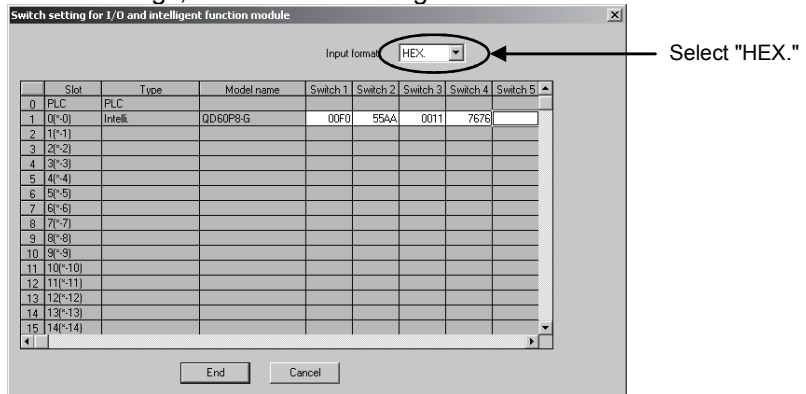 Switch setting for I/O and intelligent function module
Input format HEX.
Select "HEX."
Slot Type Model name Switch 1 Switch 2 Switch 3 Switch 4 Switch 5
0 PLC PLC
1 0(*-0) Intelli. QD60P8-G 00F0 55AA 0011 7676
2 1(*-1)
3 2(*-2)
4 3(*-3)
5 4(*-4)
6 5(*-5)
7 6(*-6)
8 7(*-7)
9 8(*-8)
10 9(*-9)
11 10(*-10)
12 11(*-11)
13 12(*-12)
14 13(*-13)
15 14(*-14)
End Cancel